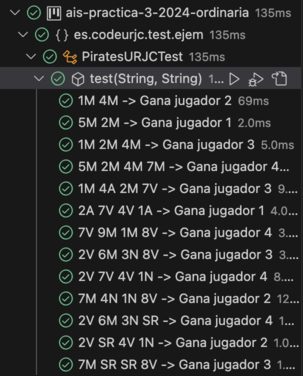 ais-practica-3-2024-ordinaria 135ms
{} es.codeurjc.test.ejem 135ms
PiratesURJCTest 135ms
test(String, String) 1...
1M 4M -> Gana jugador 2 69ms
5M 2M -> Gana jugador 1 2.0ms
1M 2M 4M -> Gana jugador 3 5.0ms
5M 2M 4M 7M -> Gana jugador 4...
1M 4A 2M 7V -> Gana jugador 3 9....
2A 7V 4V 1A -> Gana jugador 1 4.0...
7V 9M 1M 8V -> Gana jugador 4 3....
2V 6M 3N 8V -> Gana jugador 3 3....
2V 7V 4V 1N -> Gana jugador 4 8....
7M 4N 1N 8V -> Gana jugador 2 12...
2V 6M 3N SR -> Gana jugador 4 1....
2V SR 4V 1N -> Gana jugador 2 1.0...
7M SR SR 8V -> Gana jugador 3 1....